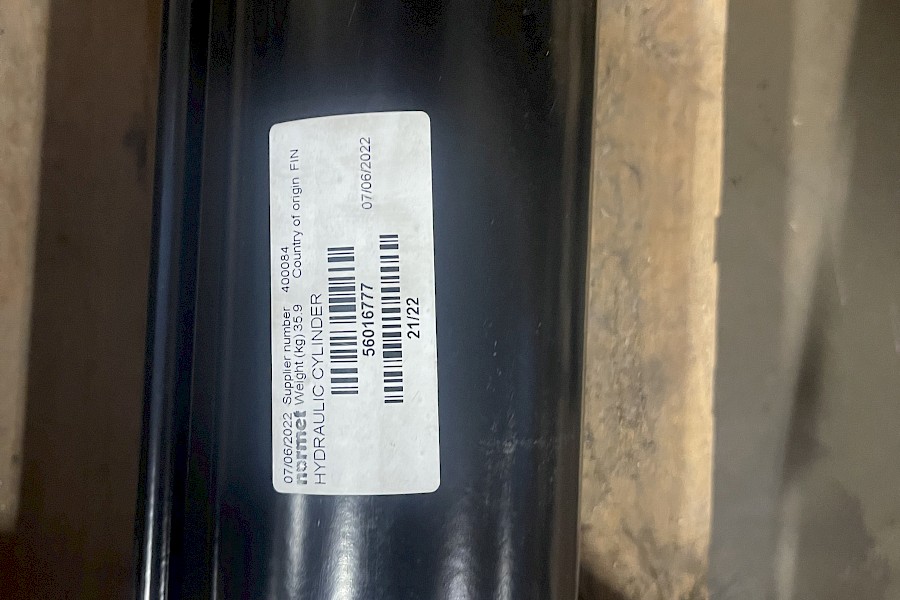 07/06/2022 Supplier number 400084
normet Weight (kg) 35.9 Country of origin FIN
HYDRAULIC CYLINDER
56016777
07/06/2022
21/22